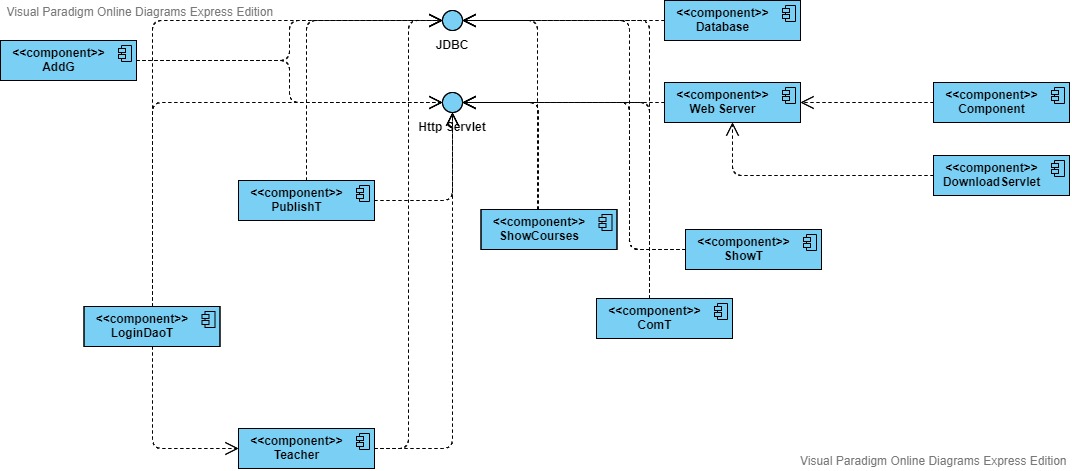 Visual Paradigm Online Diagrams Express Edition
<<component>>
Database
JDBC
<<component>>
AddG
<<component>>
Web Server
<<component>>
Component
Http Servlet
<<component>>
DownloadServlet
<<component>>
PublishT
<<component>>
ShowCourses
<<component>>
ShowT
<<component>>
ComT
<<component>>
LoginDaoT
<<component>>
Teacher
Visual Paradigm Online Diagrams Express Edition